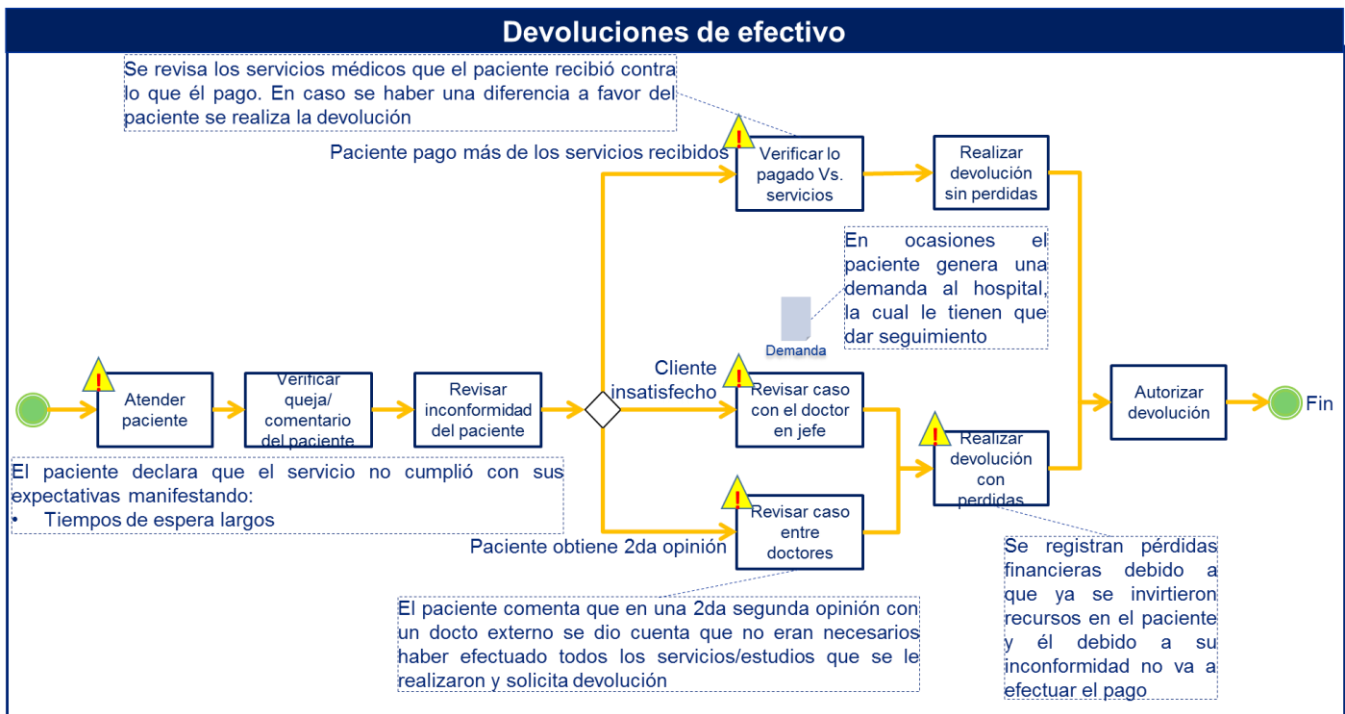 Devoluciones de efectivo
Se revisa los servicios médicos que el paciente recibió contra
lo que él pago. En caso se haber una diferencia a favor del
paciente se realiza la devolución
Paciente pago más de los servicios recibidos
!
Verificar lo
pagado Vs.
servicios
Realizar
devolución
sin perdidas
En ocasiones el
paciente genera una
demanda al hospital,
la cual le tienen que
dar seguimiento
Demanda
Cliente
insatisfecho
!
Atender
paciente
Verificar
queja/
comentario
del paciente
Revisar
inconformidad
del paciente
!
Revisar caso
con el doctor
en jefe
Autorizar
devolución
Fin
!
Realizar
devolución
con
perdidas
El paciente declara que el servicio no cumplió con sus
expectativas manifestando:
• Tiempos de espera largos
!
Revisar caso
entre
doctores
Paciente obtiene 2da opinión
Se registran pérdidas
financieras debido a
que ya se invirtieron
recursos en el paciente
y él debido a su
inconformidad no va a
efectuar el pago
El paciente comenta que en una 2da segunda opinión con
un docto externo se dio cuenta que no eran necesarios
haber efectuado todos los servicios/estudios que se le
realizaron y solicita devolución